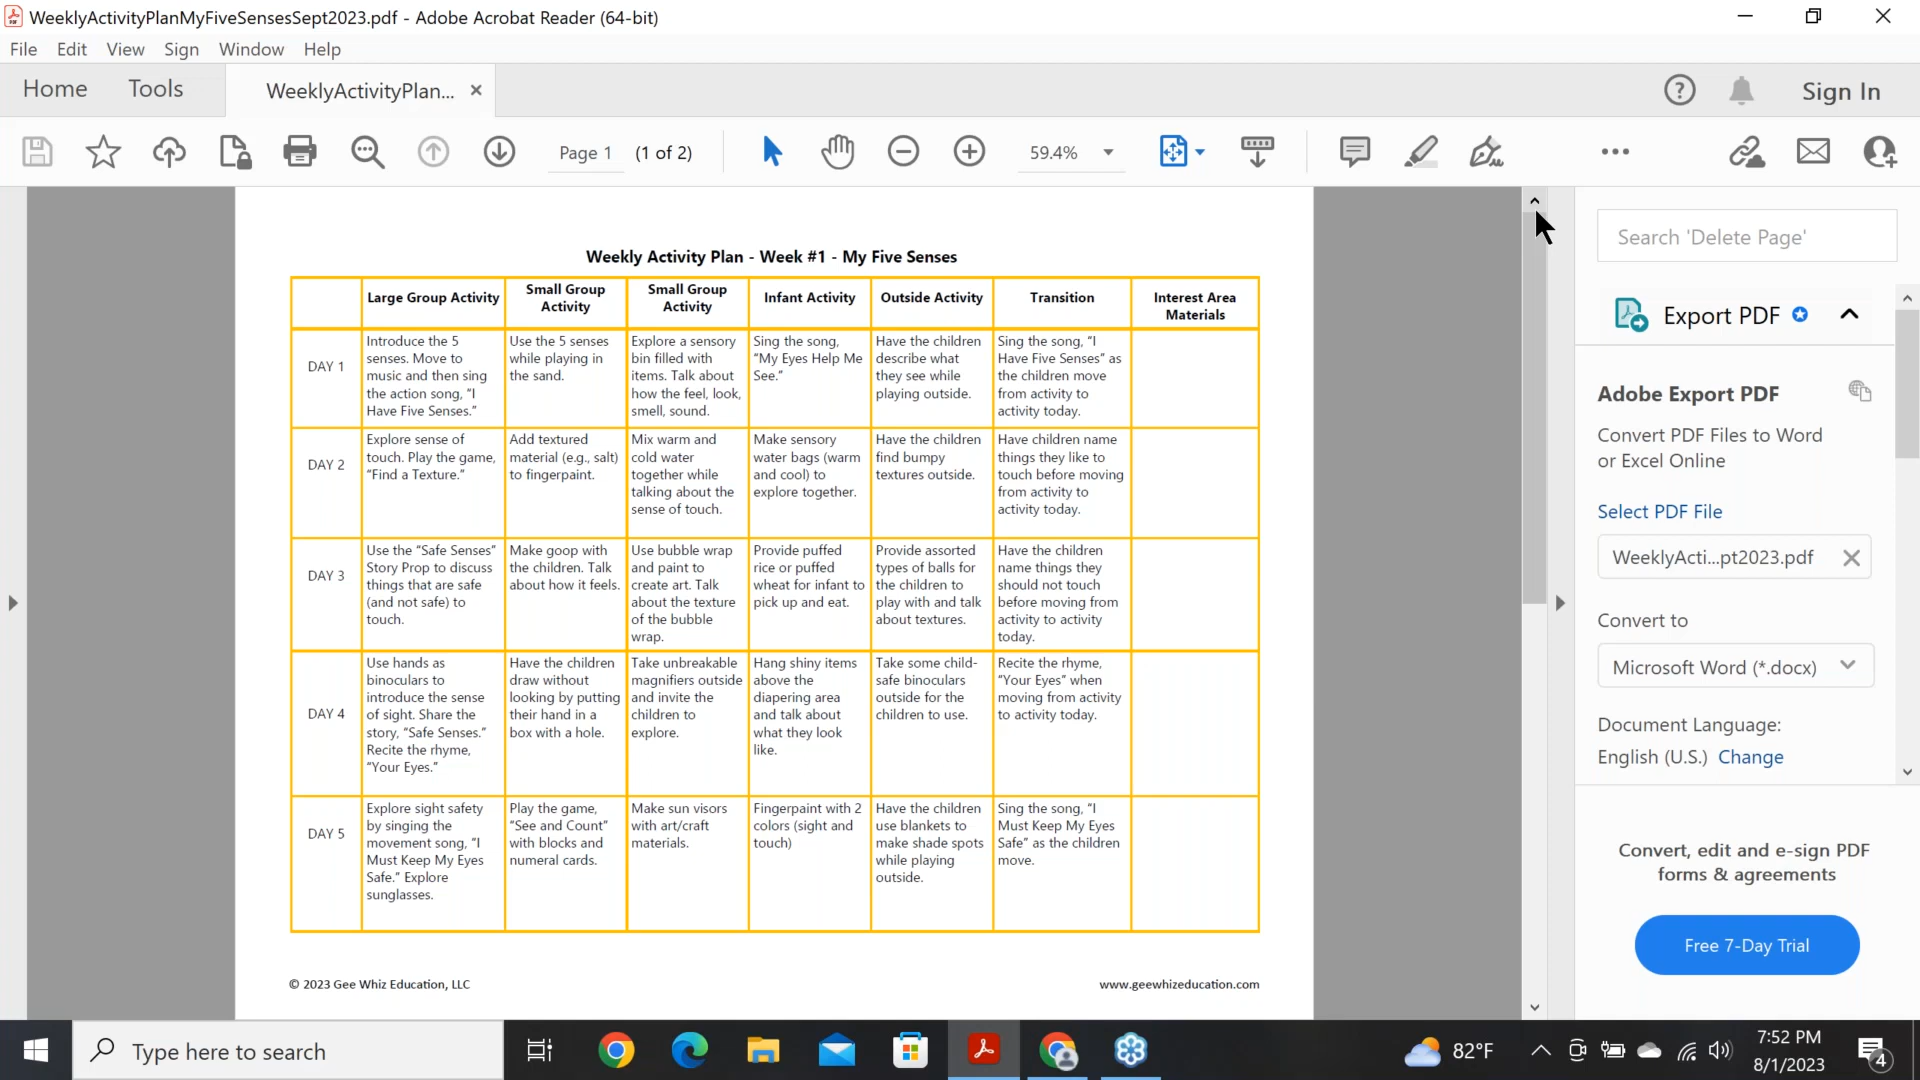 WeeklyActivityPlanMyFiveSensesSept2023.pdf - Adobe Acrobat Reader (64-bit)
File Edit View Sign Window Help
Home Tools WeeklyActivityPlan... Sign In
Page 1 (1 of 2) 59.4%
Weekly Activity Plan - Week #1 - My Five Senses
Large Group Activity
Small Group
Activity
Small Group
Activity
Infant Activity
Outside Activity
Transition
Interest Area
Materials
DAY 1
Introduce the 5
senses. Move to
music and then sing
the action song, "I
Have Five Senses."
Use the 5 senses
while playing in
the sand.
Explore a sensory
bin filled with
items. Talk about
how the feel, look,
smell, sound.
Sing the song,
"My Eyes Help Me
See."
Have the children
describe what
they see while
playing outside.
Sing the song, "I
Have Five Senses" as
the children move
from activity to
activity today.
DAY 2
Explore sense of
touch. Play the game,
"Find a Texture."
Add textured
material (e.g., salt)
to fingerpaint.
Mix warm and
cold water
together while
talking about the
sense of touch.
Make sensory
water bags (warm
and cool) to
explore together.
Have the children
find bumpy
textures outside.
Have children name
things they like to
touch before moving
from activity to
activity today.
DAY 3
Use the "Safe Senses"
Story Prop to discuss
things that are safe
(and not safe) to
touch.
Make goop with
the children. Talk
about how it feels.
Use bubble wrap
and paint to
create art. Talk
about the texture
of the bubble
wrap.
Provide puffed
rice or puffed
wheat for infant to
pick up and eat.
Provide assorted
types of balls for
the children to
play with and talk
about textures.
Have the children
name things they
should not touch
before moving from
activity to activity
today.
DAY 4
Use hands as
binoculars to
introduce the sense
of sight. Share the
story, "Safe Senses."
Recite the rhyme,
"Your Eyes."
Have the children
draw without
looking by putting
their hand in a
box with a hole.
Take unbreakable
magnifiers outside
and invite the
children to
explore.
Hang shiny items
above the
diapering area
and talk about
what they look
like.
Take some child-
safe binoculars
outside for the
children to use.
Recite the rhyme,
"Your Eyes" when
moving from activity
to activity today.
DAY 5
Explore sight safety
by singing the
movement song, "I
Must Keep My Eyes
Safe." Explore
sunglasses.
Play the game,
"See and Count"
with blocks and
numeral cards.
Make sun visors
with art/craft
materials.
Fingerpaint with 2
colors (sight and
touch)
Have the children
use blankets to
make shade spots
while playing
outside.
Sing the song, "I
Must Keep My Eyes
Safe" as the children
move.
© 2023 Gee Whiz Education, LLC
www.geewhizeducation.com
Search 'Delete Page'
Export PDF
Adobe Export PDF
Convert PDF Files to Word
or Excel Online
Select PDF File
WeeklyActi...pt2023.pdf
Convert to
Microsoft Word (*.docx)
Document Language:
English (U.S.) Change
Convert, edit and e-sign PDF
forms & agreements
Free 7-Day Trial
Type here to search
82°F
7:52 PM
8/1/2023
4